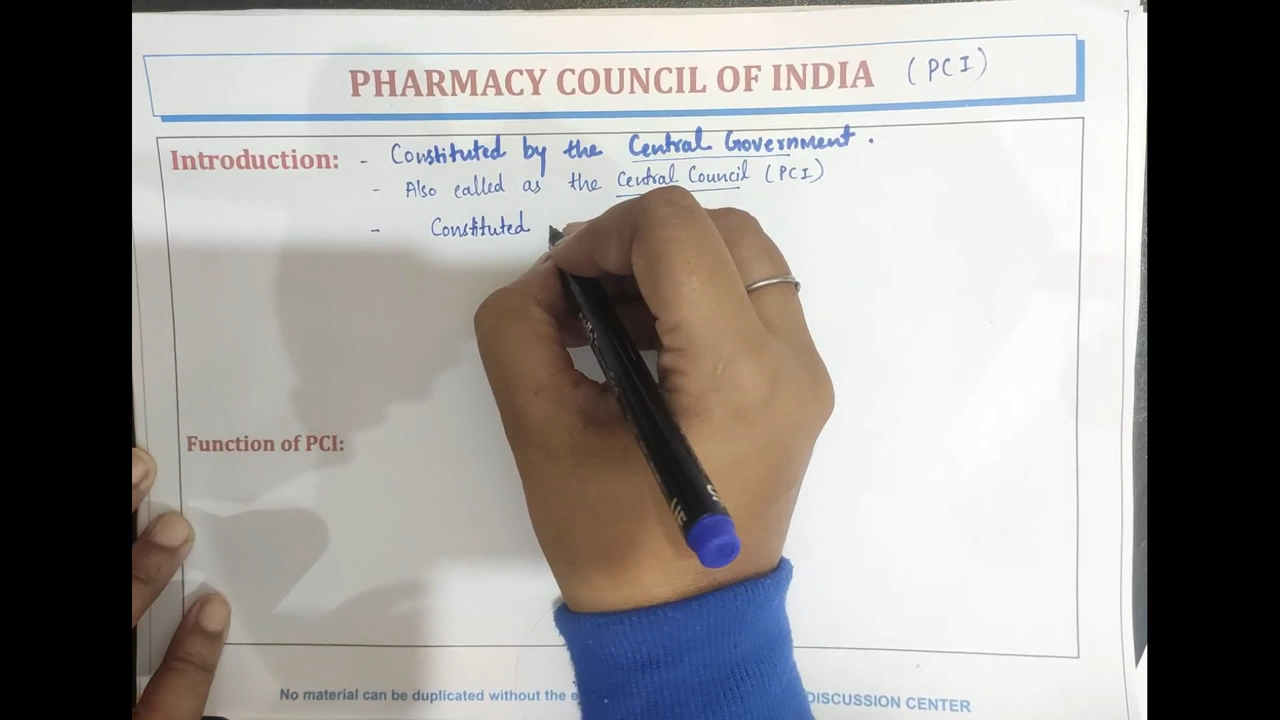 PHARMACY COUNCIL OF INDIA (PCI)
Introduction: - Constituted by the Central Government.
- Also called as the Central Council (PCI)
- Constituted
Function of PCI:
No material can be duplicated without the DISCUSSION CENTER